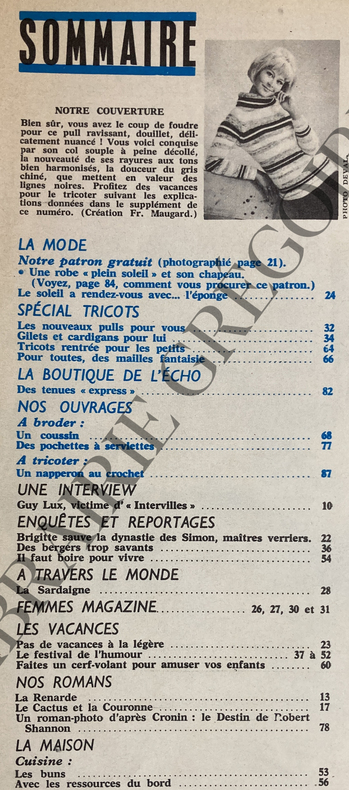 SOMMAIRE
NOTRE COUVERTURE
Bien sûr, vous avez le coup de foudre
pour ce pull ravissant, douillet, déli-
catement nuancé ! Vous voici conquise
par son col souple à peine décollé,
la nouveauté de ses rayures aux tons
bien harmonisés, la douceur du gris
chiné, que mettent en valeur des
lignes noires. Profitez des vacances
pour le tricoter suivant les explica-
tions données dans le supplément de
ce numéro. (Création Fr. Maugard.)
PHOTO DEVAL.
LA MODE
Notre patron gratuit (photographié page 21).
• Une robe « plein soleil » et son chapeau.
(Voyez, page 84, comment vous procurer ce patron.)
Le soleil a rendez-vous avec... l'éponge 24
SPÉCIAL TRICOTS
Les nouveaux pulls pour vous 32
Gilets et cardigans pour lui 34
Tricots rentrée pour les petits 64
Pour toutes, des mailles fantaisie 66
LA BOUTIQUE DE L'ÉCHO
Des tenues « express » 82
NOS OUVRAGES
A broder :
Un coussin 68
Des pochettes à serviettes 77
A tricoter :
Un napperon au crochet 87
UNE INTERVIEW
Guy Lux, victime d'« Intervilles » 10
ENQUÊTES ET REPORTAGES
Brigitte sauve la dynastie des Simon, maîtres verriers. 22
Des bergers trop savants 36
Il faut boire pour vivre 54
A TRAVERS LE MONDE
La Sardaigne 28
FEMMES MAGAZINE 26, 27, 30 et 31
LES VACANCES
Pas de vacances à la légère 23
Le festival de l'humour 37 à 52
Faites un cerf-volant pour amuser vos enfants 60
NOS ROMANS
La Renarde 13
Le Cactus et la Couronne 17
Un roman-photo d'après Cronin : le Destin de Robert
Shannon 78
LA MAISON
Cuisine :
Les buns 53
Avec les ressources du bord 56
LIBRAIRIE GREGOIRE